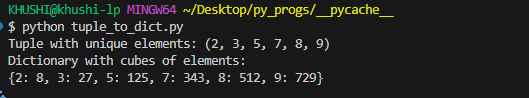 KHUSHI@khushi-lp MINGW64 ~/Desktop/py_progs/__pycache__
$ python tuple_to_dict.py
Tuple with unique elements: (2, 3, 5, 7, 8, 9)
Dictionary with cubes of elements:
{2: 8, 3: 27, 5: 125, 7: 343, 8: 512, 9: 729}